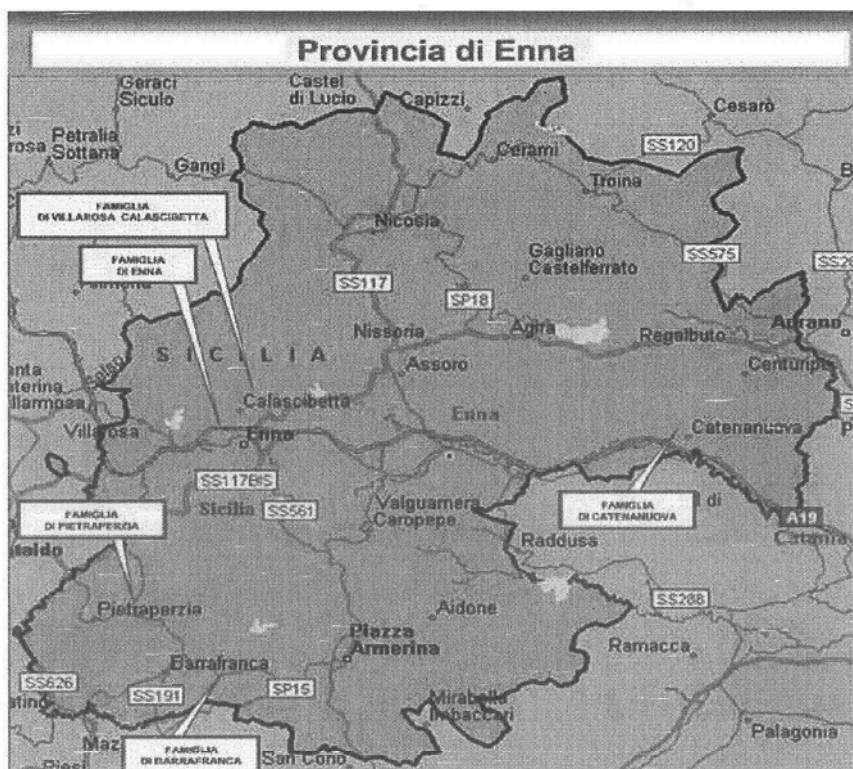 Provincia di Enna
Geraci
Siculo
Castel
di Lucio
Capizzi
Cesarò
Petralia
Sottana
SS120
Gangi
Cerami
Troina
FAMIGLIA
DI VILLAROSA CALASCIBETTA
Nicosia
FAMIGLIA
DI ENNA
Gagliano
Castelferrato
SS575
SS117
SP18
Nissoria
Agira
Regalbuto
Adrano
SICILIA
Assoro
Centuripe
Calascibetta
Enna
Villarosa
Enna
Catenanuova
SS117BIS
Sicilia
SS561
Valguarnera
Caropepe
FAMIGLIA
DI PIETRAPERZIA
FAMIGLIA
DI CATENANUOVA
di
A19
Catania
Raddusa
Pietraperzia
Aidone
SS288
Piazza
Armerina
Ramacca
Barrafranca
SS626
SS191
SP15
Mirabella
Imbaccari
Palagonia
FAMIGLIA
DI BARRAFRANCA
San Cono